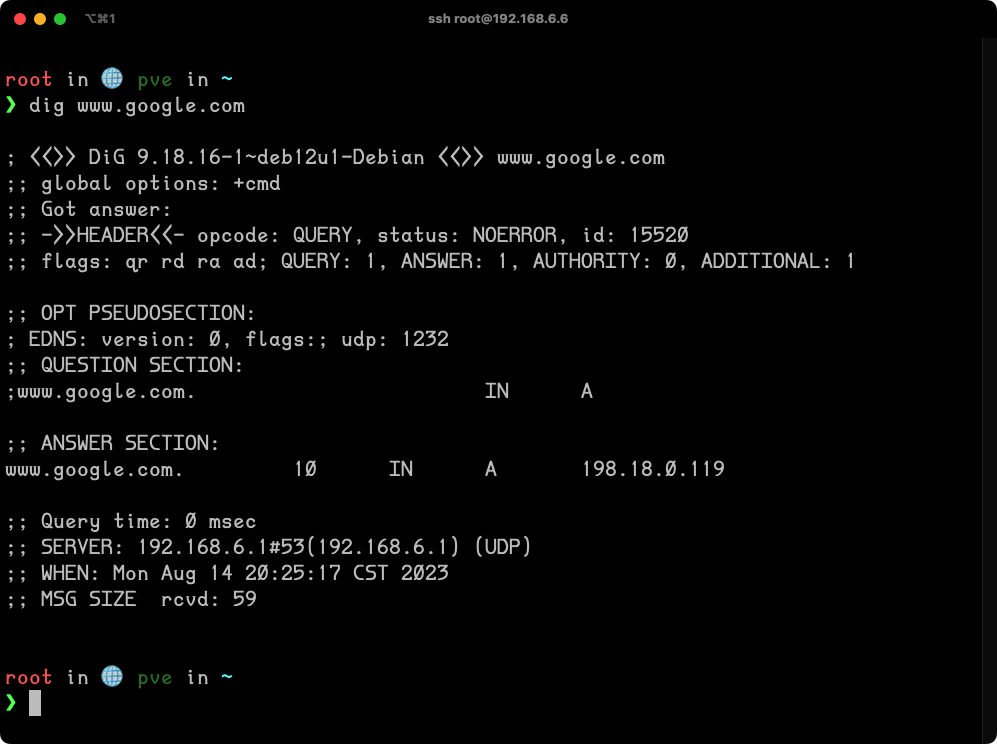 ⌥⌘1 ssh root@192.168.6.6
root in 🌐 pve in ~
❯ dig www.google.com
; <<>> DiG 9.18.16-1~deb12u1-Debian <<>> www.google.com
;; global options: +cmd
;; Got answer:
;; ->>HEADER<<- opcode: QUERY, status: NOERROR, id: 15520
;; flags: qr rd ra ad; QUERY: 1, ANSWER: 1, AUTHORITY: 0, ADDITIONAL: 1
;; OPT PSEUDOSECTION:
; EDNS: version: 0, flags:; udp: 1232
;; QUESTION SECTION:
;www.google.com. IN A
;; ANSWER SECTION:
www.google.com. 10 IN A 198.18.0.119
;; Query time: 0 msec
;; SERVER: 192.168.6.1#53(192.168.6.1) (UDP)
;; WHEN: Mon Aug 14 20:25:17 CST 2023
;; MSG SIZE  rcvd: 59
root in 🌐 pve in ~
❯